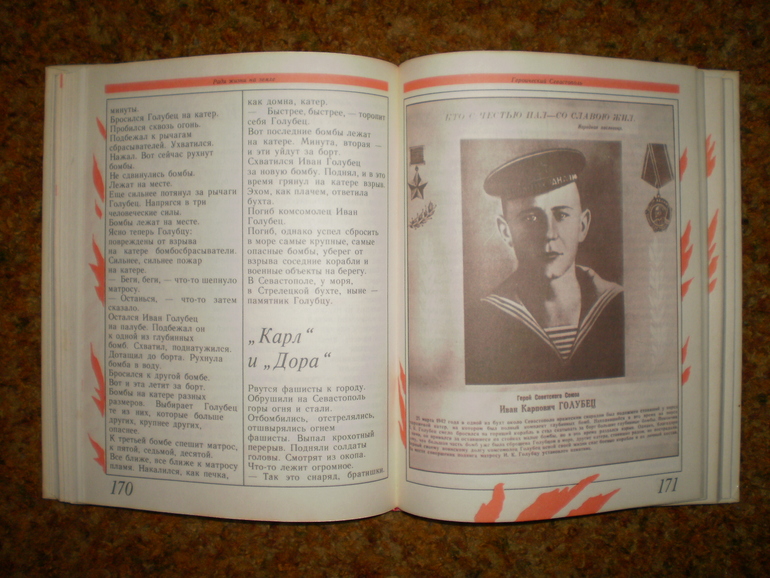 Ради жизни на земле
минуты.
Бросился Голубец на катер.
Пробился сквозь огонь.
Подбежал к рычагам
сбрасывателей. Ухватился.
Нажал. Вот сейчас рухнут
бомбы.
Не сдвинулись бомбы.
Лежат на месте.
Еще сильнее потянул за рычаги
Голубец. Напрягся в три
человеческие силы.
Бомбы лежат на месте.
Ясно теперь Голубцу:
повреждены от взрыва
на катере бомбосбрасыватели.
Сильнее, сильнее пожар
на катере.
— Беги, беги, — что-то шепнуло
матросу.
— Останься, — что-то затем
сказало.
Остался Иван Голубец
на палубе. Подбежал он
к одной из глубинных
бомб. Схватил, поднатужился.
Дотащил до борта. Рухнула
бомба в воду.
Бросился к другой бомбе.
Вот и эта летит за борт.
Бомбы на катере разных
размеров. Выбирает Голубец
те из них, которые больше
других, крупнее других,
опаснее.
К третьей бомбе спешит матрос,
к пятой, седьмой, десятой.
Все ближе, все ближе к матросу
пламя. Накалился, как печка,
170
как домна, катер.
— Быстрее, быстрее, — торопит
себя Голубец.
Вот последние бомбы лежат
на катере. Минута, вторая —
и эти уйдут за борт.
Схватился Иван Голубец
за новую бомбу. Поднял, и в это
время грянул на катере взрыв.
Эхом, как плачем, ответила
бухта.
Погиб комсомолец Иван
Голубец.
Погиб, однако успел сбросить
в море самые крупные, самые
опасные бомбы, уберег от
взрыва соседние корабли и
военные объекты на берегу.
В Севастополе, у моря,
в Стрелецкой бухте, ныне —
памятник Голубцу.
„Карл“
и „Дора“
Рвутся фашисты к городу.
Обрушили на Севастополь
горы огня и стали.
Отбомбились, отстрелялись,
отшвырялись огнем
фашисты. Выпал крохотный
перерыв. Подняли солдаты
головы. Смотрят из окопа.
Что-то лежит огромное.
— Так это снаряд, братишки.
Героический Севастополь
КТО С ЧЕСТЬЮ ПАЛ—СО СЛАВОЮ ЖИЛ
Герой Советского Союза
Иван Карпович ГОЛУБЕЦ
171